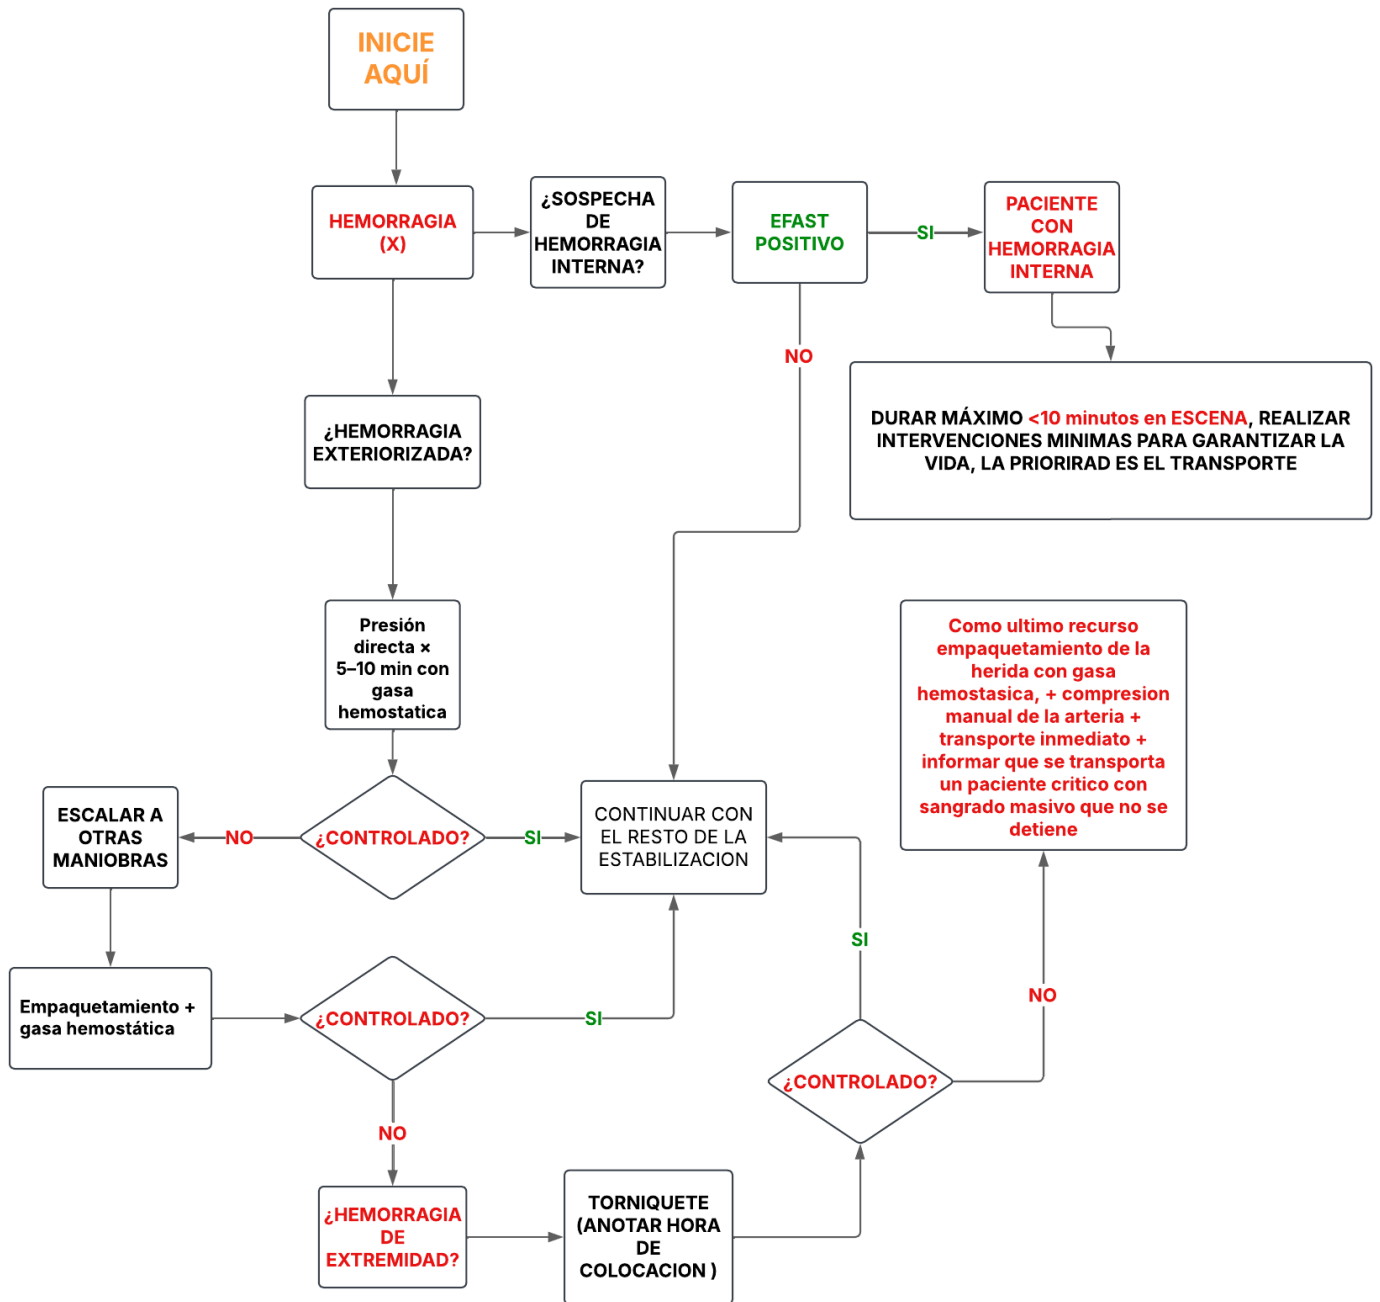 INICIE
AQUÍ
HEMORRAGIA
(X)
¿SOSPECHA
DE
HEMORRAGIA
INTERNA?
EFAST
POSITIVO
SI
PACIENTE
CON
HEMORRAGIA
INTERNA
NO
DURAR MÁXIMO <10 minutos en ESCENA, REALIZAR
INTERVENCIONES MINIMAS PARA GARANTIZAR LA
VIDA, LA PRIORIRAD ES EL TRANSPORTE
¿HEMORRAGIA
EXTERIORIZADA?
Presión
directa ×
5–10 min con
gasa
hemostatica
Como ultimo recurso
empaquetamiento de la
herida con gasa
hemostasica, + compresion
manual de la arteria +
transporte inmediato +
informar que se transporta
un paciente critico con
sangrado masivo que no se
detiene
ESCALAR A
OTRAS
MANIOBRAS
NO
¿CONTROLADO?
SI
CONTINUAR CON
EL RESTO DE LA
ESTABILIZACION
SI
NO
Empaquetamiento +
gasa hemostática
¿CONTROLADO?
SI
¿CONTROLADO?
NO
¿HEMORRAGIA
DE
EXTREMIDAD?
TORNIQUETE
(ANOTAR HORA
DE
COLOCACION )